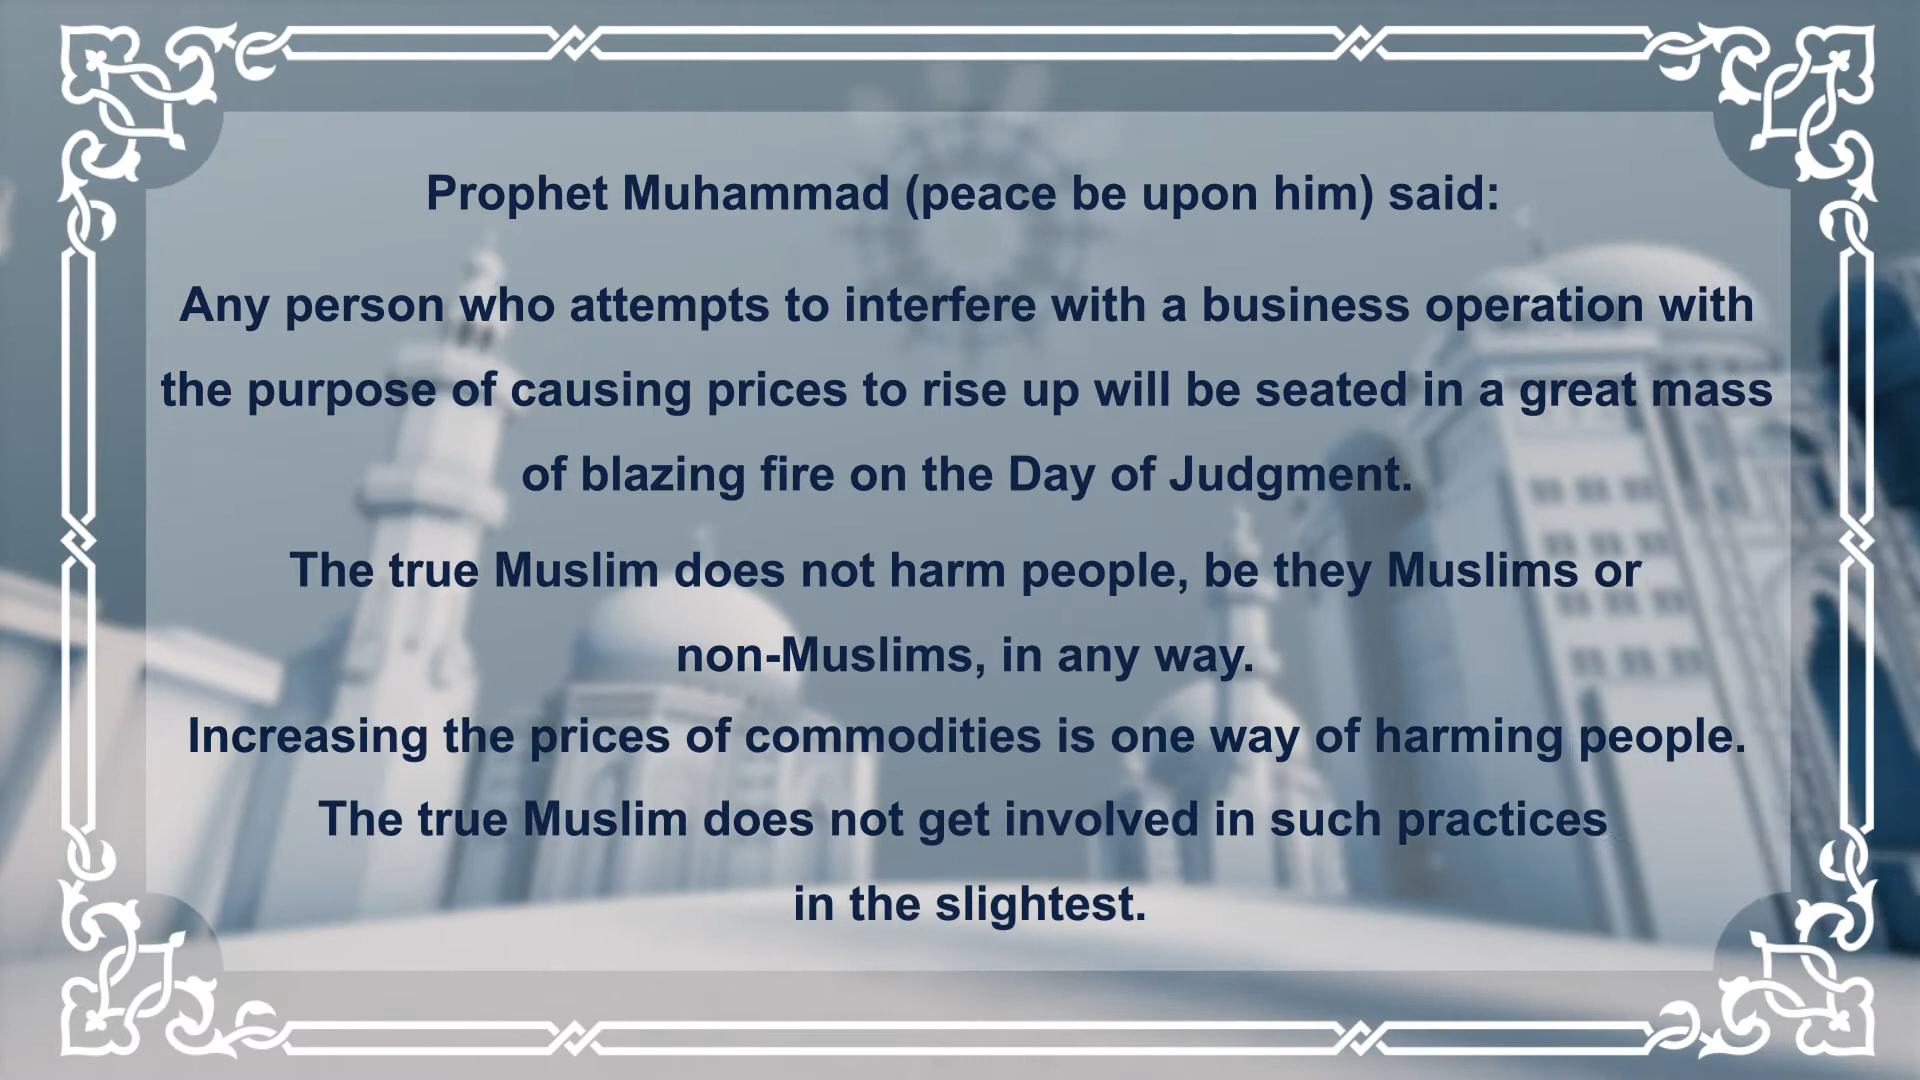 Prophet Muhammad (peace be upon him) said:
Any person who attempts to interfere with a business operation with
the purpose of causing prices to rise up will be seated in a great mass
of blazing fire on the Day of Judgment.
The true Muslim does not harm people, be they Muslims or
non-Muslims, in any way.
Increasing the prices of commodities is one way of harming people.
The true Muslim does not get involved in such practices
in the slightest.